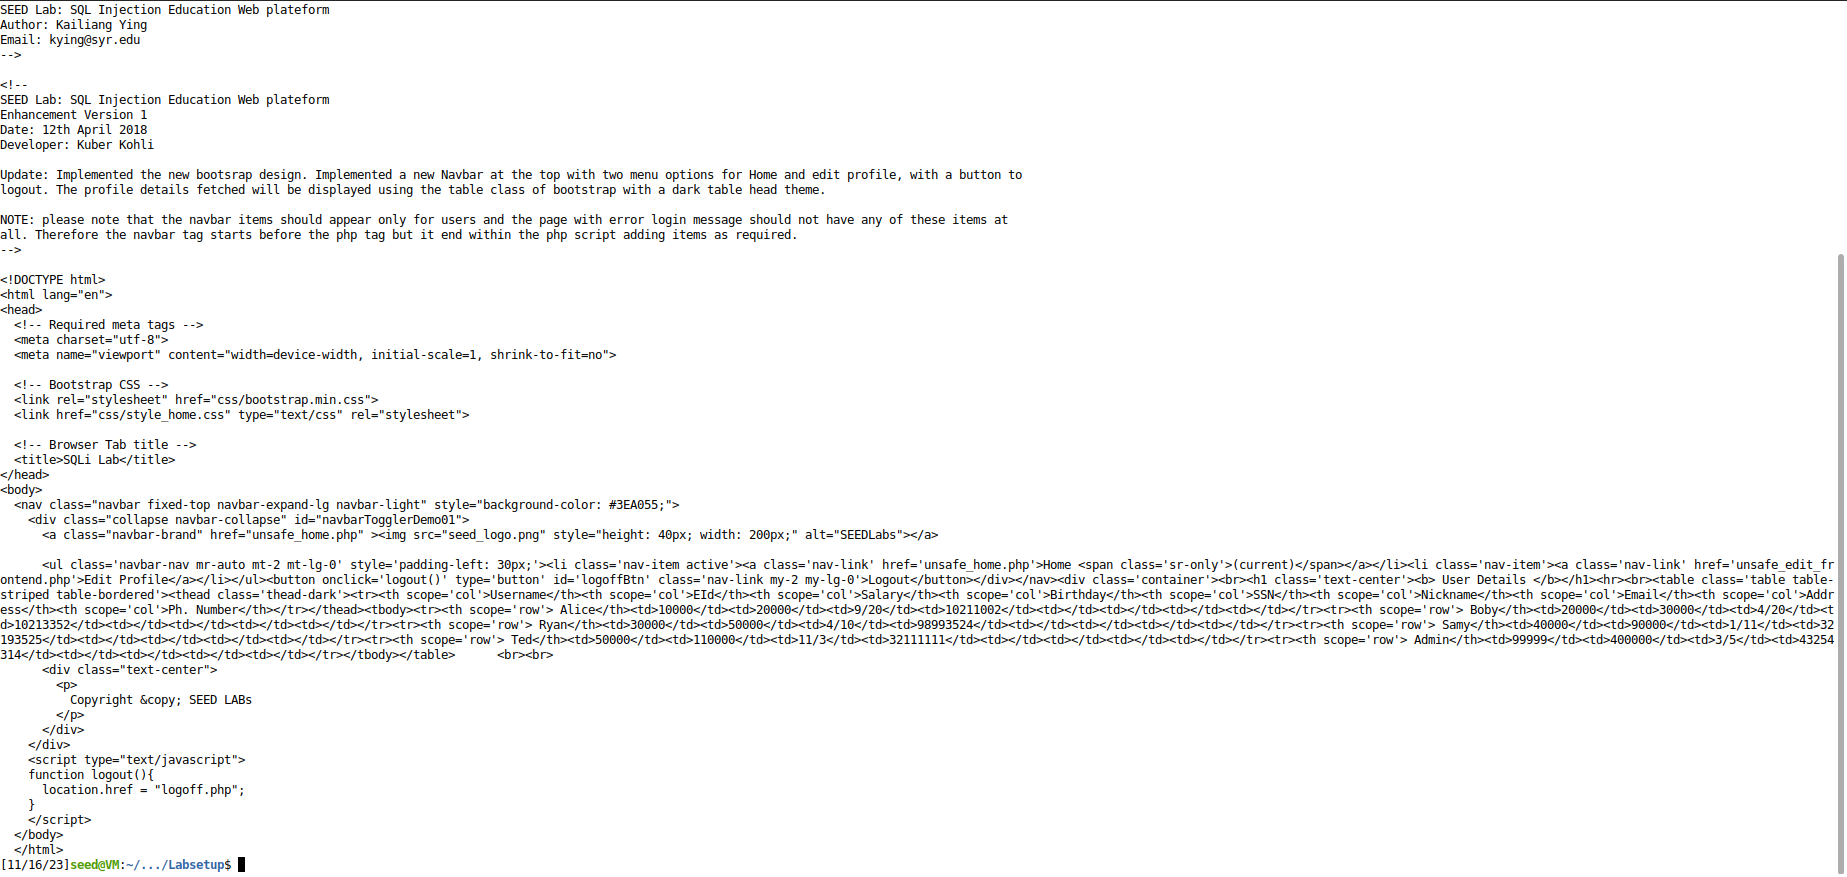 SEED Lab: SQL Injection Education Web plateform
Author: Kailiang Ying
Email: kying@syr.edu
-->
<!--
SEED Lab: SQL Injection Education Web plateform
Enhancement Version 1
Date: 12th April 2018
Developer: Kuber Kohli
Update: Implemented the new bootsrap design. Implemented a new Navbar at the top with two menu options for Home and edit profile, with a button to
logout. The profile details fetched will be displayed using the table class of bootstrap with a dark table head theme.
NOTE: please note that the navbar items should appear only for users and the page with error login message should not have any of these items at
all. Therefore the navbar tag starts before the php tag but it end within the php script adding items as required.
-->
<!DOCTYPE html>
<html lang="en">
<head>
  <!-- Required meta tags -->
  <meta charset="utf-8">
  <meta name="viewport" content="width=device-width, initial-scale=1, shrink-to-fit=no">
  <!-- Bootstrap CSS -->
  <link rel="stylesheet" href="css/bootstrap.min.css">
  <link href="css/style_home.css" type="text/css" rel="stylesheet">
  <!-- Browser Tab title -->
  <title>SQLi Lab</title>
</head>
<body>
  <nav class="navbar fixed-top navbar-expand-lg navbar-light" style="background-color: #3EA055;">
    <div class="collapse navbar-collapse" id="navbarTogglerDemo01">
      <a class="navbar-brand" href="unsafe_home.php" ><img src="seed_logo.png" style="height: 40px; width: 200px;" alt="SEEDLabs"></a>
      <ul class='navbar-nav mr-auto mt-2 mt-lg-0' style='padding-left: 30px;'><li class='nav-item active'><a class='nav-link' href='unsafe_home.php'>Home <span class='sr-only'>(current)</span></a></li><li class='nav-item'><a class='nav-link' href='unsafe_edit_fr
ontend.php'>Edit Profile</a></li></ul><button onclick='logout()' type='button' id='logoffBtn' class='nav-link my-2 my-lg-0'>Logout</button></div></nav><div class='container'><br><h1 class='text-center'><b> User Details </b></h1><hr><br><table class='table table-
striped table-bordered'><thead class='thead-dark'><tr><th scope='col'>Username</th><th scope='col'>EId</th><th scope='col'>Salary</th><th scope='col'>Birthday</th><th scope='col'>SSN</th><th scope='col'>Nickname</th><th scope='col'>Email</th><th scope='col'>Addr
ess</th><th scope='col'>Ph. Number</th></tr></thead><tbody><tr><th scope='row'> Alice</th><td>10000</td><td>20000</td><td>9/20</td><td>10211002</td><td></td><td></td><td></td><td></td></tr><tr><th scope='row'> Boby</th><td>20000</td><td>30000</td><td>4/20</td><t
d>10213352</td><td></td><td></td><td></td><td></td></tr><tr><th scope='row'> Ryan</th><td>30000</td><td>50000</td><td>4/10</td><td>98993524</td><td></td><td></td><td></td><td></td></tr><tr><th scope='row'> Samy</th><td>40000</td><td>90000</td><td>1/11</td><td>32
193525</td><td></td><td></td><td></td><td></td></tr><tr><th scope='row'> Ted</th><td>50000</td><td>110000</td><td>11/3</td><td>32111111</td><td></td><td></td><td></td><td></td></tr><tr><th scope='row'> Admin</th><td>99999</td><td>400000</td><td>3/5</td><td>43254
314</td><td></td><td></td><td></td><td></td></tr></tbody></table>      <br><br>
      <div class="text-center">
        <p>
          Copyright &copy; SEED LABs
        </p>
      </div>
    </div>
    <script type="text/javascript">
    function logout(){
      location.href = "logoff.php";
    }
    </script>
  </body>
  </html>
[11/16/23]seed@VM:~/.../Labsetup$